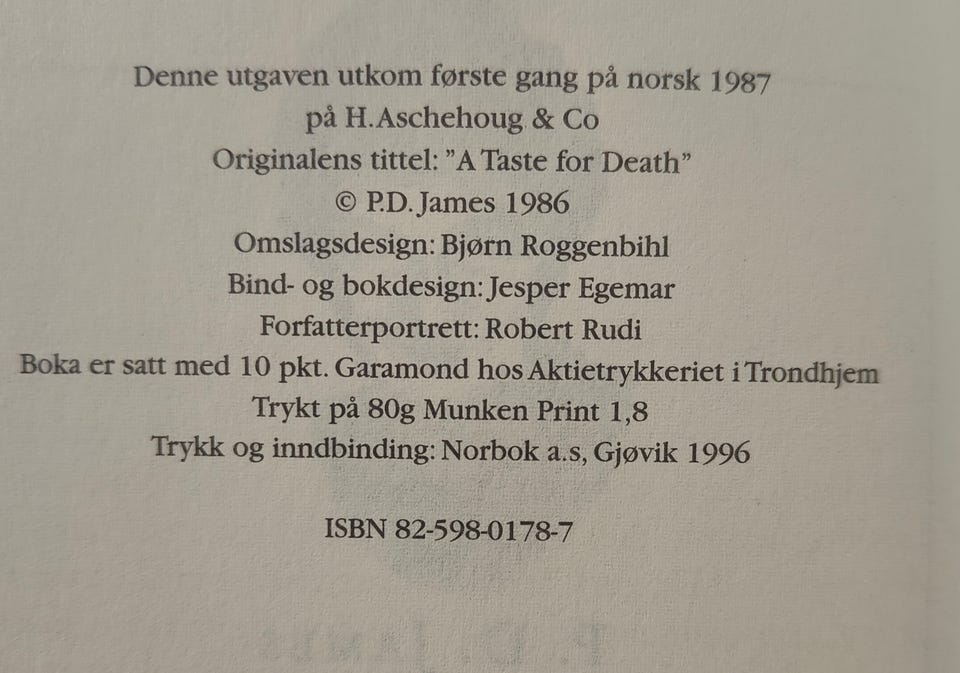 Denne utgaven utkom første gang på norsk 1987
på H. Aschehoug & Co
Originalens tittel: ”A Taste for Death”
© P.D. James 1986
Omslagsdesign: Bjørn Roggenbihl
Bind- og bokdesign: Jesper Egemar
Forfatterportrett: Robert Rudi
Boka er satt med 10 pkt. Garamond hos Aktietrykkeriet i Trondhjem
Trykt på 80g Munken Print 1,8
Trykk og inndbinding: Norbok a.s, Gjøvik 1996
ISBN 82-598-0178-7
P. D. JAMES